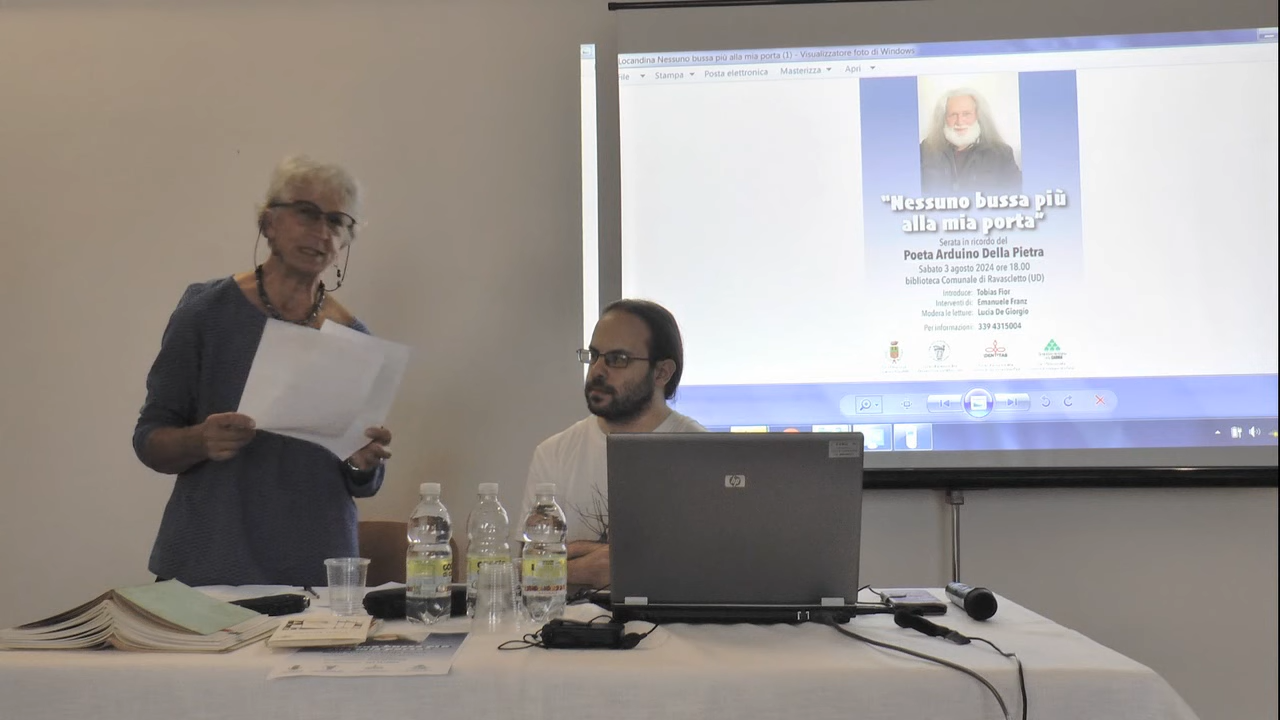 Locandina Nessuno bussa più alla mia porta (1) - Visualizzatore foto di Windows
File Stampa Posta elettronica Masterizza Apri
"Nessuno bussa più
alla mia porta"
Serata in ricordo del
Poeta Arduino Della Pietra
Sabato 3 agosto 2024 ore 18.00
biblioteca Comunale di Ravascletto (UD)
Introduce: Tobias Fior
Interventi di: Emanuele Franz
Modera le letture: Lucia De Giorgio
Per informazioni: 339 4315004
hp